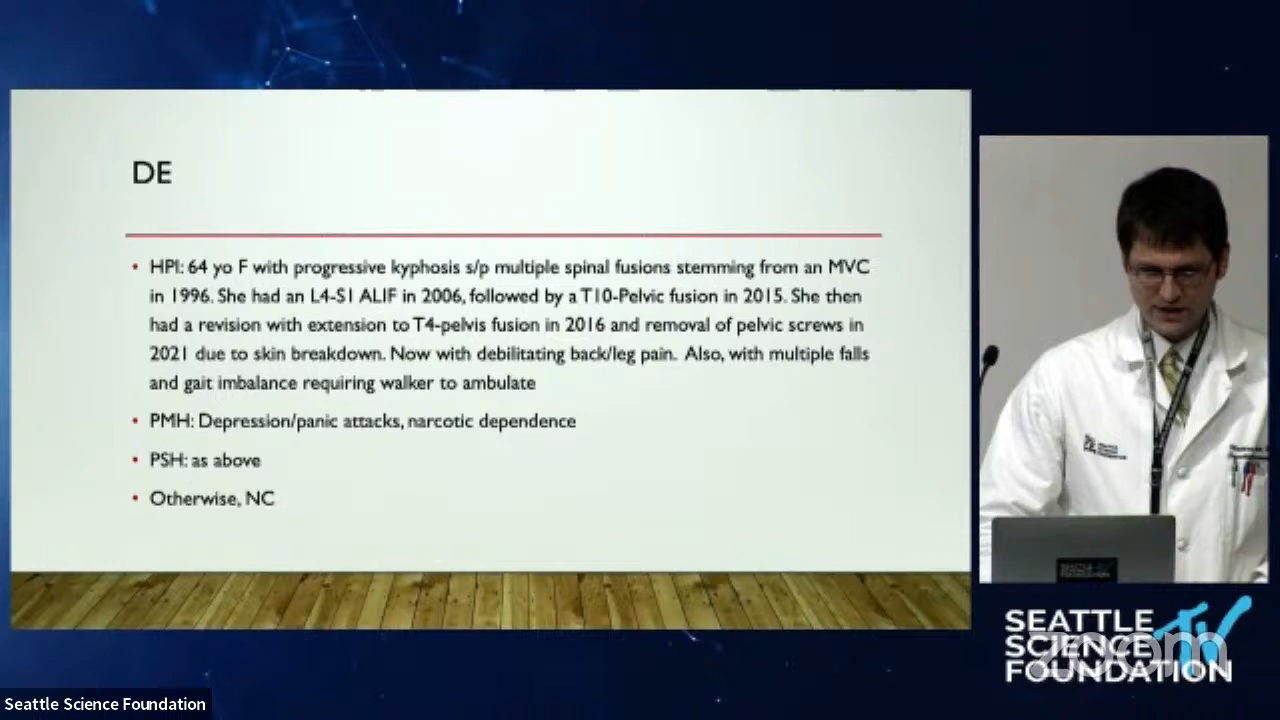 DE
• HPI: 64 yo F with progressive kyphosis s/p multiple spinal fusions stemming from an MVC
in 1996. She had an L4-S1 ALIF in 2006, followed by a T10-Pelvic fusion in 2015. She then
had a revision with extension to T4-pelvis fusion in 2016 and removal of pelvic screws in
2021 due to skin breakdown. Now with debilitating back/leg pain. Also, with multiple falls
and gait imbalance requiring walker to ambulate
• PMH: Depression/panic attacks, narcotic dependence
• PSH: as above
• Otherwise, NC
SEATTLE
SCIENCE TV
FOUNDATION
zoom
Seattle Science Foundation